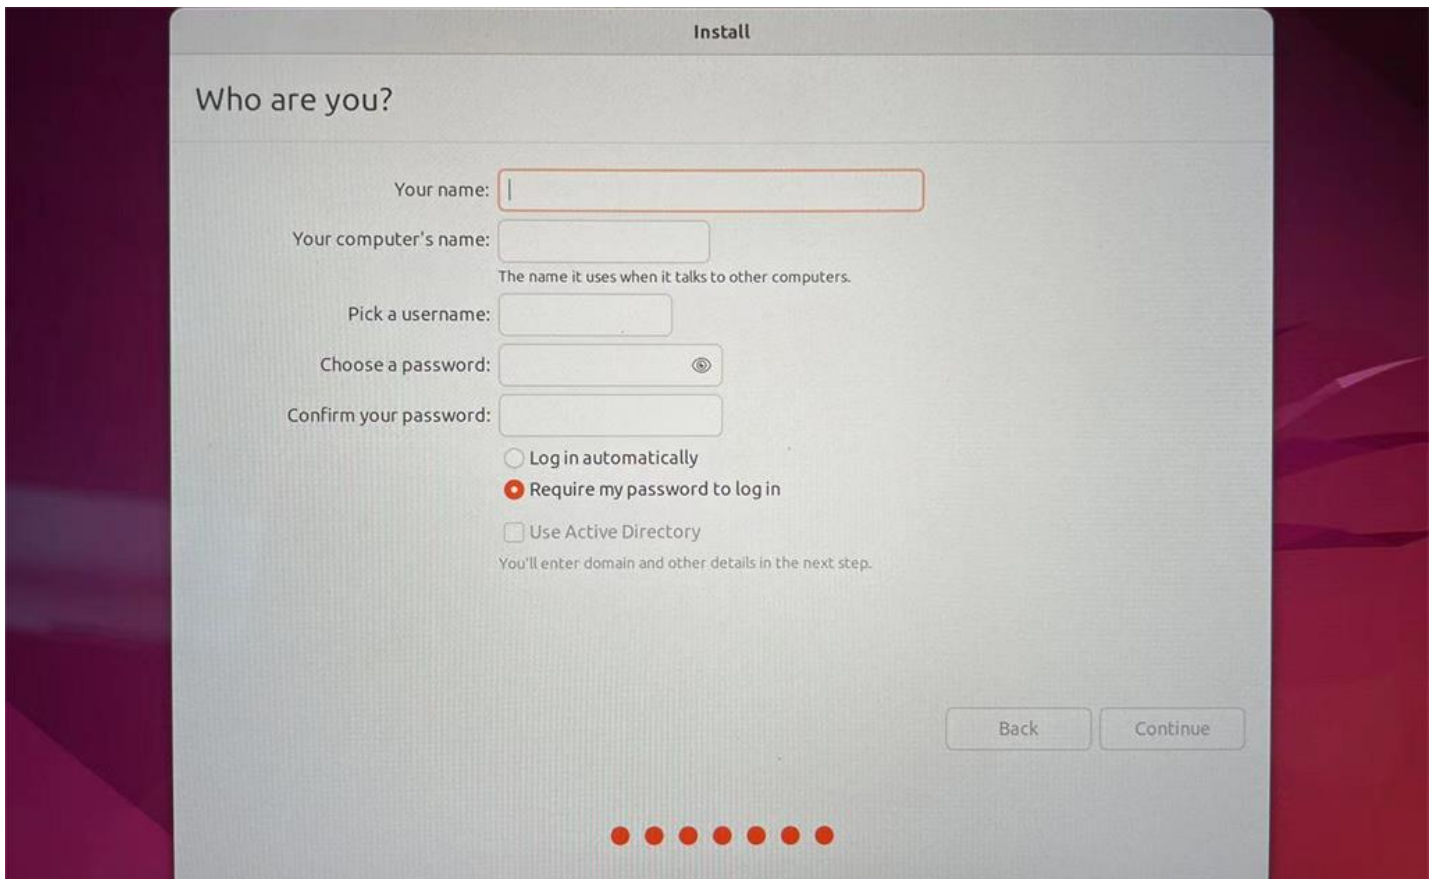 Install
Who are you?
Your name:
Your computer's name:
The name it uses when it talks to other computers.
Pick a username:
Choose a password:
Confirm your password:
Log in automatically
Require my password to log in
Use Active Directory
You'll enter domain and other details in the next step.
Back Continue